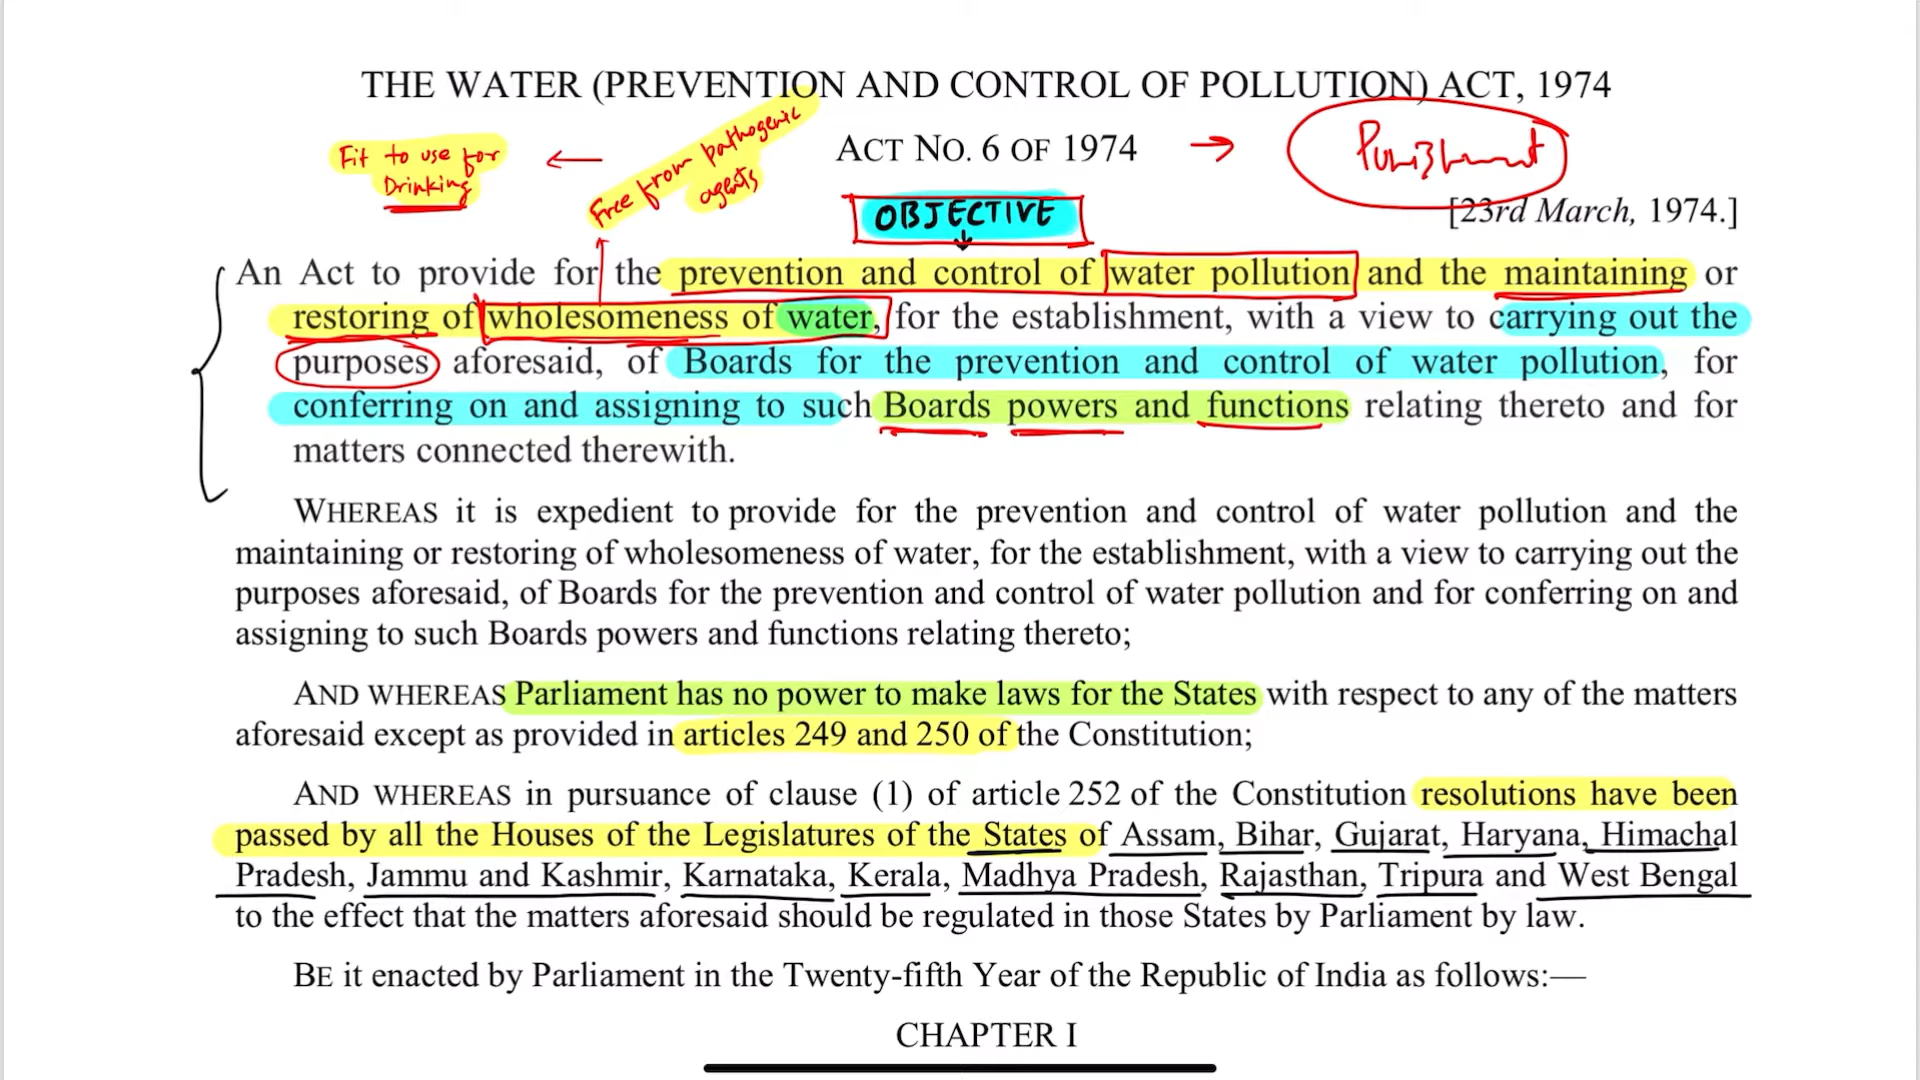 THE WATER (PREVENTION AND CONTROL OF POLLUTION) ACT, 1974
ACT NO. 6 OF 1974
Punishment
Fit to use for
Drinking
Free from pathogenic
agents
OBJECTIVE
[23rd March, 1974.]
An Act to provide for the prevention and control of water pollution and the maintaining or
restoring of wholesomeness of water, for the establishment, with a view to carrying out the
purposes aforesaid, of Boards for the prevention and control of water pollution, for
conferring on and assigning to such Boards powers and functions relating thereto and for
matters connected therewith.
WHEREAS it is expedient to provide for the prevention and control of water pollution and the
maintaining or restoring of wholesomeness of water, for the establishment, with a view to carrying out the
purposes aforesaid, of Boards for the prevention and control of water pollution and for conferring on and
assigning to such Boards powers and functions relating thereto;
AND WHEREAS Parliament has no power to make laws for the States with respect to any of the matters
aforesaid except as provided in articles 249 and 250 of the Constitution;
AND WHEREAS in pursuance of clause (1) of article 252 of the Constitution resolutions have been
passed by all the Houses of the Legislatures of the States of Assam, Bihar, Gujarat, Haryana, Himachal
Pradesh, Jammu and Kashmir, Karnataka, Kerala, Madhya Pradesh, Rajasthan, Tripura and West Bengal
to the effect that the matters aforesaid should be regulated in those States by Parliament by law.
BE it enacted by Parliament in the Twenty-fifth Year of the Republic of India as follows:—
CHAPTER I